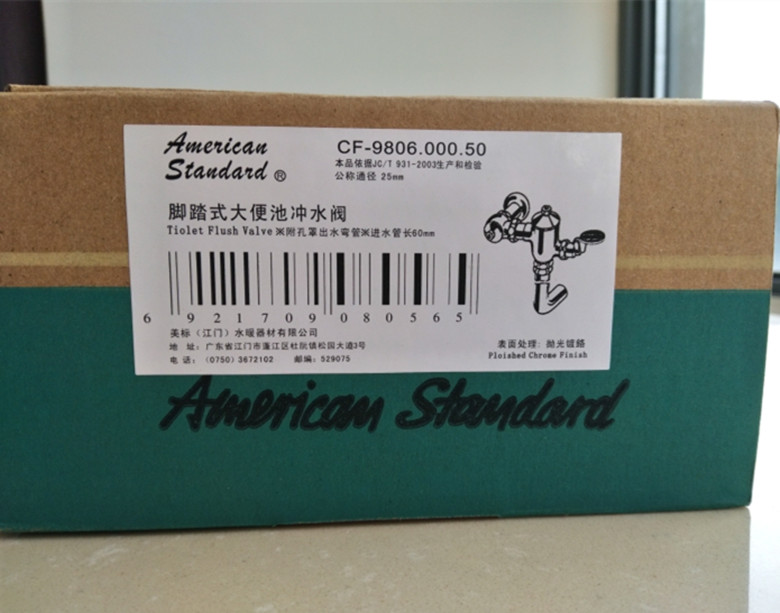 American
Standard ®
CF-9806.000.50
本品依据JC/T 931-2003生产和检验
公称通径 25mm
脚踏式大便池冲水阀
Tiolet Flush Valve※附孔罩出水弯管※进水管长60mm
6 921709 080565
美标（江门）水暖器材有限公司
地 址: 广东省江门市蓬江区杜阮镇松园大道3号
电 话: (0750) 3672102 邮编: 529075
表面处理: 抛光镀铬
Ploished Chrome Finish
American Standard